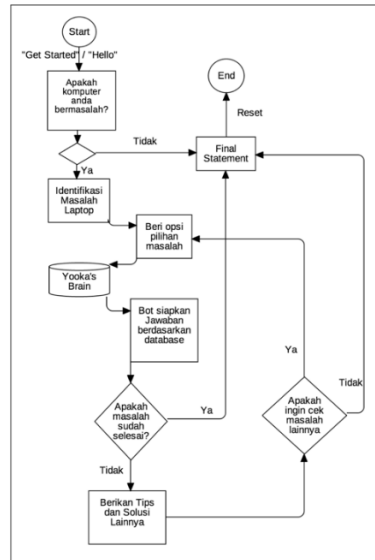 Start
"Get Started" / "Hello"
Apakah
komputer
anda
bermasalah?
End
Reset
Tidak
Final
Statement
Ya
Identifikasi
Masalah
Laptop
Beri opsi
pilihan
masalah
Yooka's
Brain
Bot siapkan
Jawaban
berdasarkan
database
Ya
Tidak
Apakah
masalah
sudah
selesai?
Ya
Apakah
ingin cek
masalah
lainnya
Tidak
Berikan Tips
dan Solusi
Lainnya